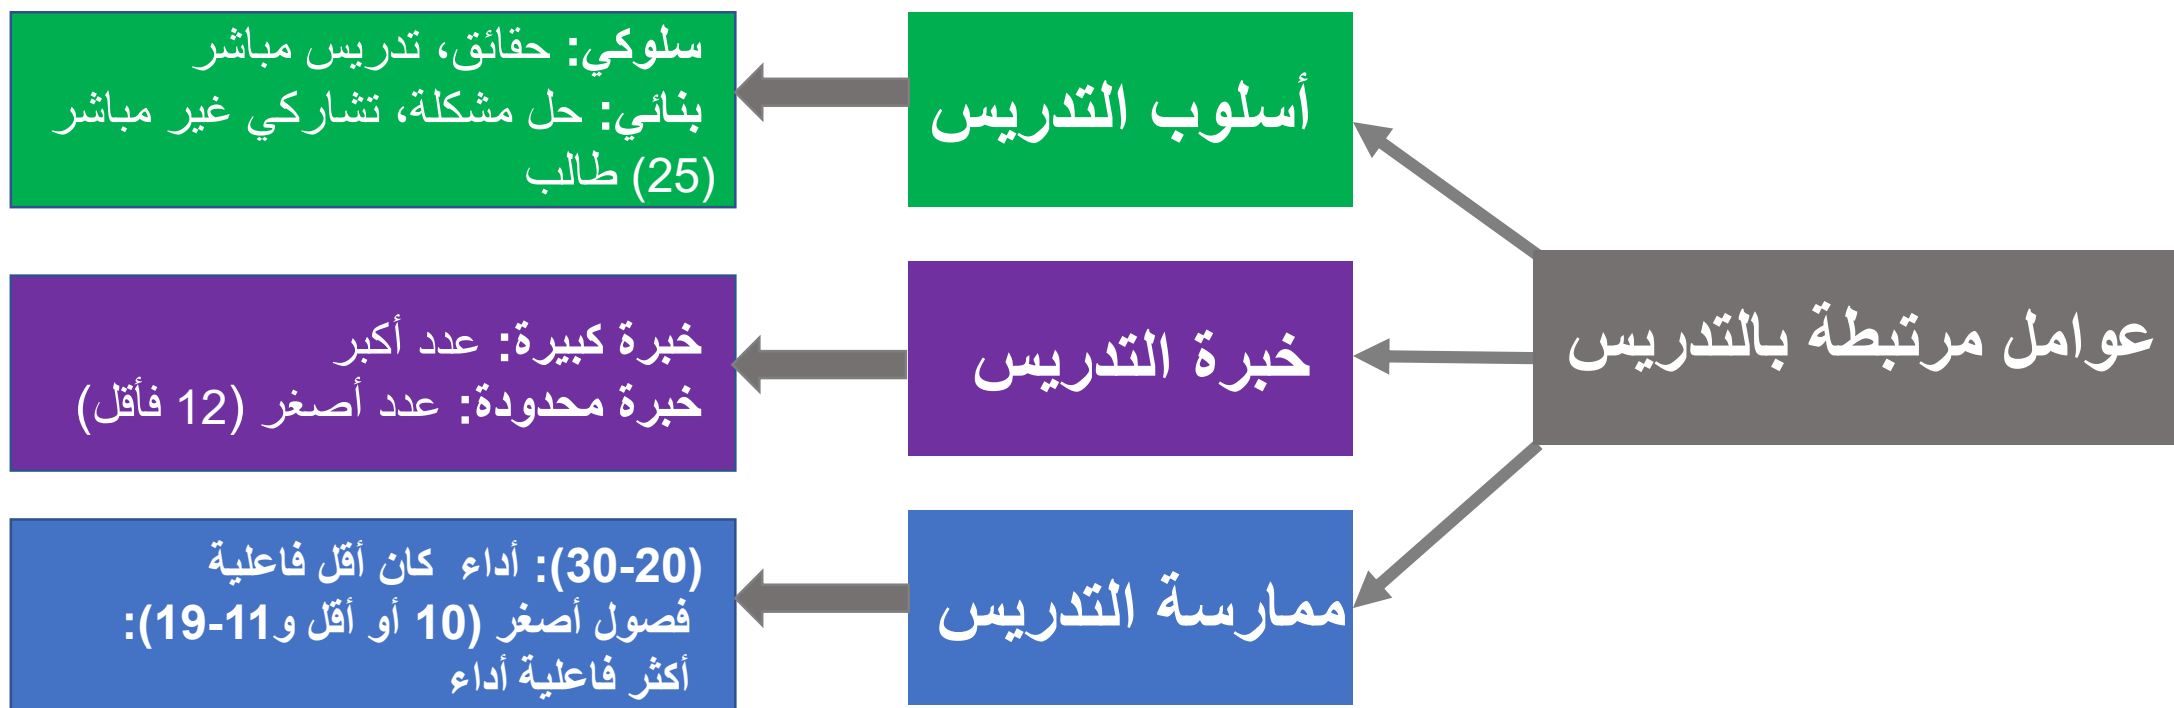 عوامل مرتبطة بالتدريس
أسلوب التدريس
سلوكي: حقائق، تدريس مباشر
بنائي: حل مشكلة، تشاركي غير مباشر
(25) طالب
خبرة التدريس
خبرة كبيرة: عدد أكبر
خبرة محدودة: عدد أصغر (12 فأقل)
ممارسة التدريس
(30-20): أداء كان أقل فاعلية
فصول أصغر (10 أو أقل و11-19):
أكثر فاعلية أداء